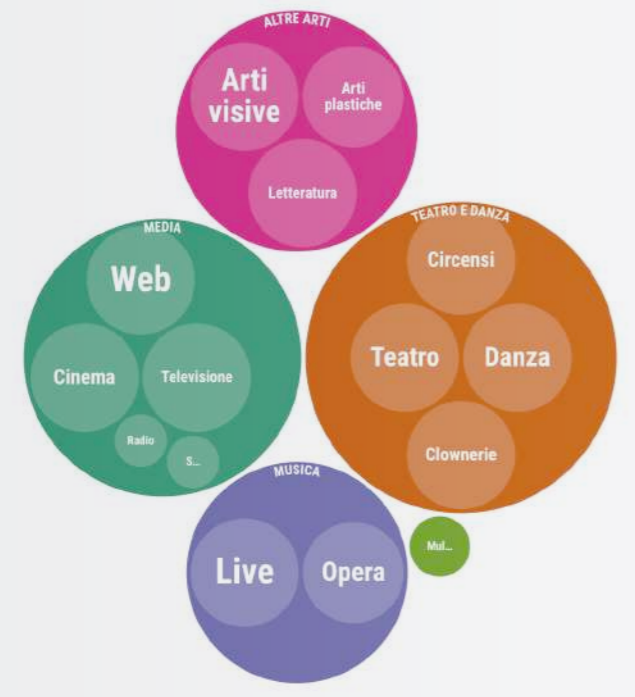 ALTRE ARTI
Arti
visive
Arti
plastiche
Letteratura
TEATRO E DANZA
Circensi
Teatro
Danza
Clownerie
MEDIA
Web
Cinema
Televisione
Radio
S...
MUSICA
Live
Opera
Mul...